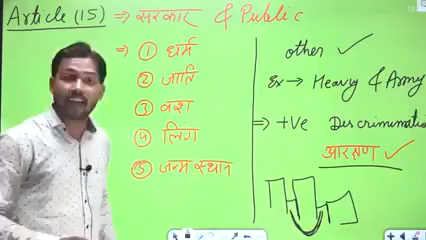 Article (15) ⇒ सरकार & Public
⇒ ① धर्म
② जाति
③ वंश
④ लिंग
⑤ जन्म स्थान
other ✓
Ex → Heavy & Army
⇒ +ve Discriminatio
आरक्षण ✓